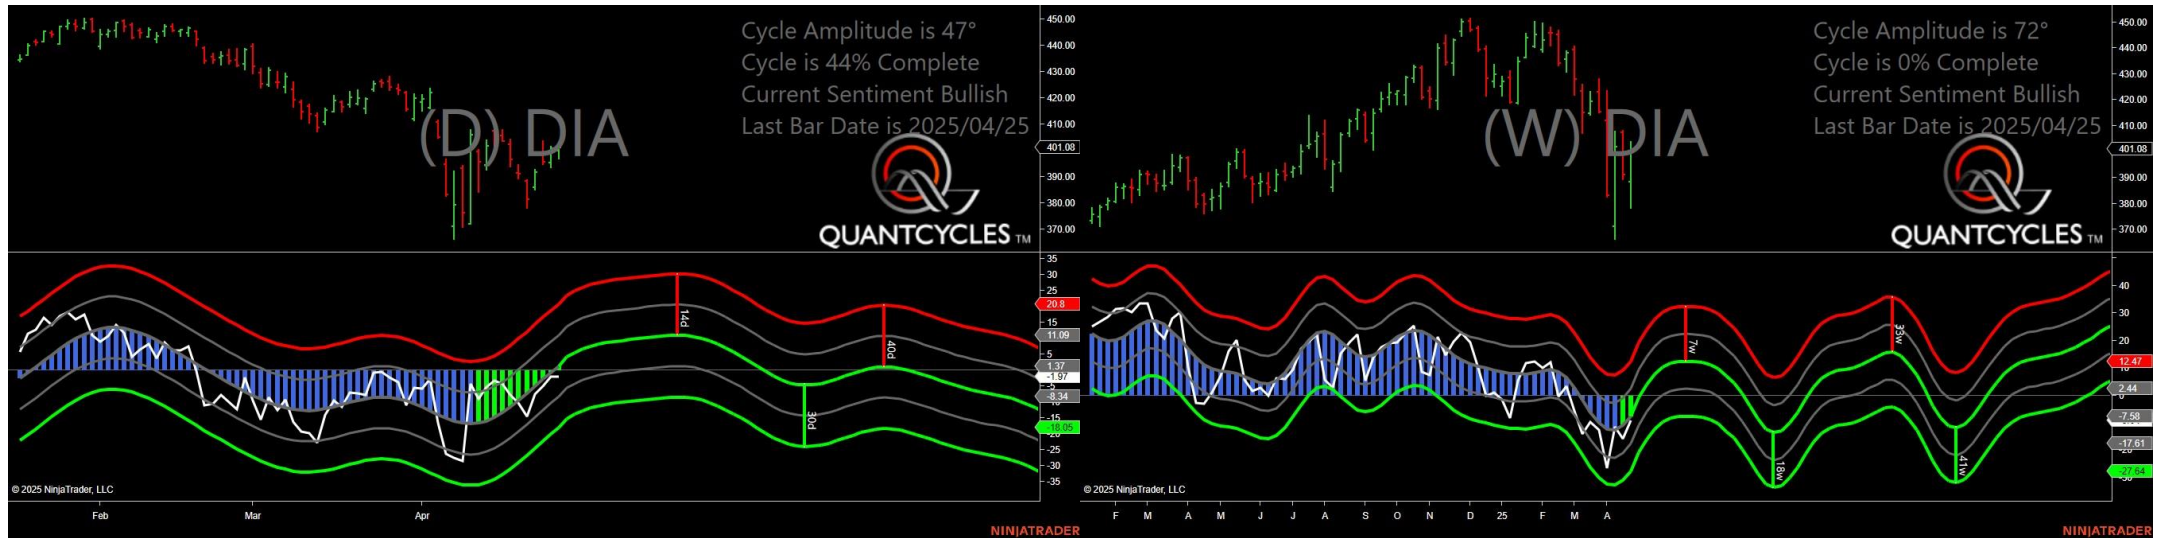 Cycle Amplitude is 47°
Cycle is 44% Complete
Current Sentiment Bullish
Last Bar Date is 2025/04/25
(D) DIA
QUANTCYCLES TM
450.00
440.00
430.00
420.00
410.00
401.08
390.00
380.00
370.00
35
30
25
20.8
15
11.09
5
1.37
-1.97
-5
-8.34
-15
-18.05
-25
-30
-35
14d
30d
40d
© 2025 NinjaTrader, LLC
Feb Mar Apr
NINJATRADER
Cycle Amplitude is 72°
Cycle is 0% Complete
Current Sentiment Bullish
Last Bar Date is 2025/04/25
(W) DIA
QUANTCYCLES TM
450.00
440.00
430.00
420.00
410.00
401.08
390.00
380.00
370.00
40
30
20
12.47
2.44
-7.58
-17.61
-27.64
7w
18w
33w
41w
© 2025 NinjaTrader, LLC
F M A M J J A S O N D 25 F M A
NINJATRADER